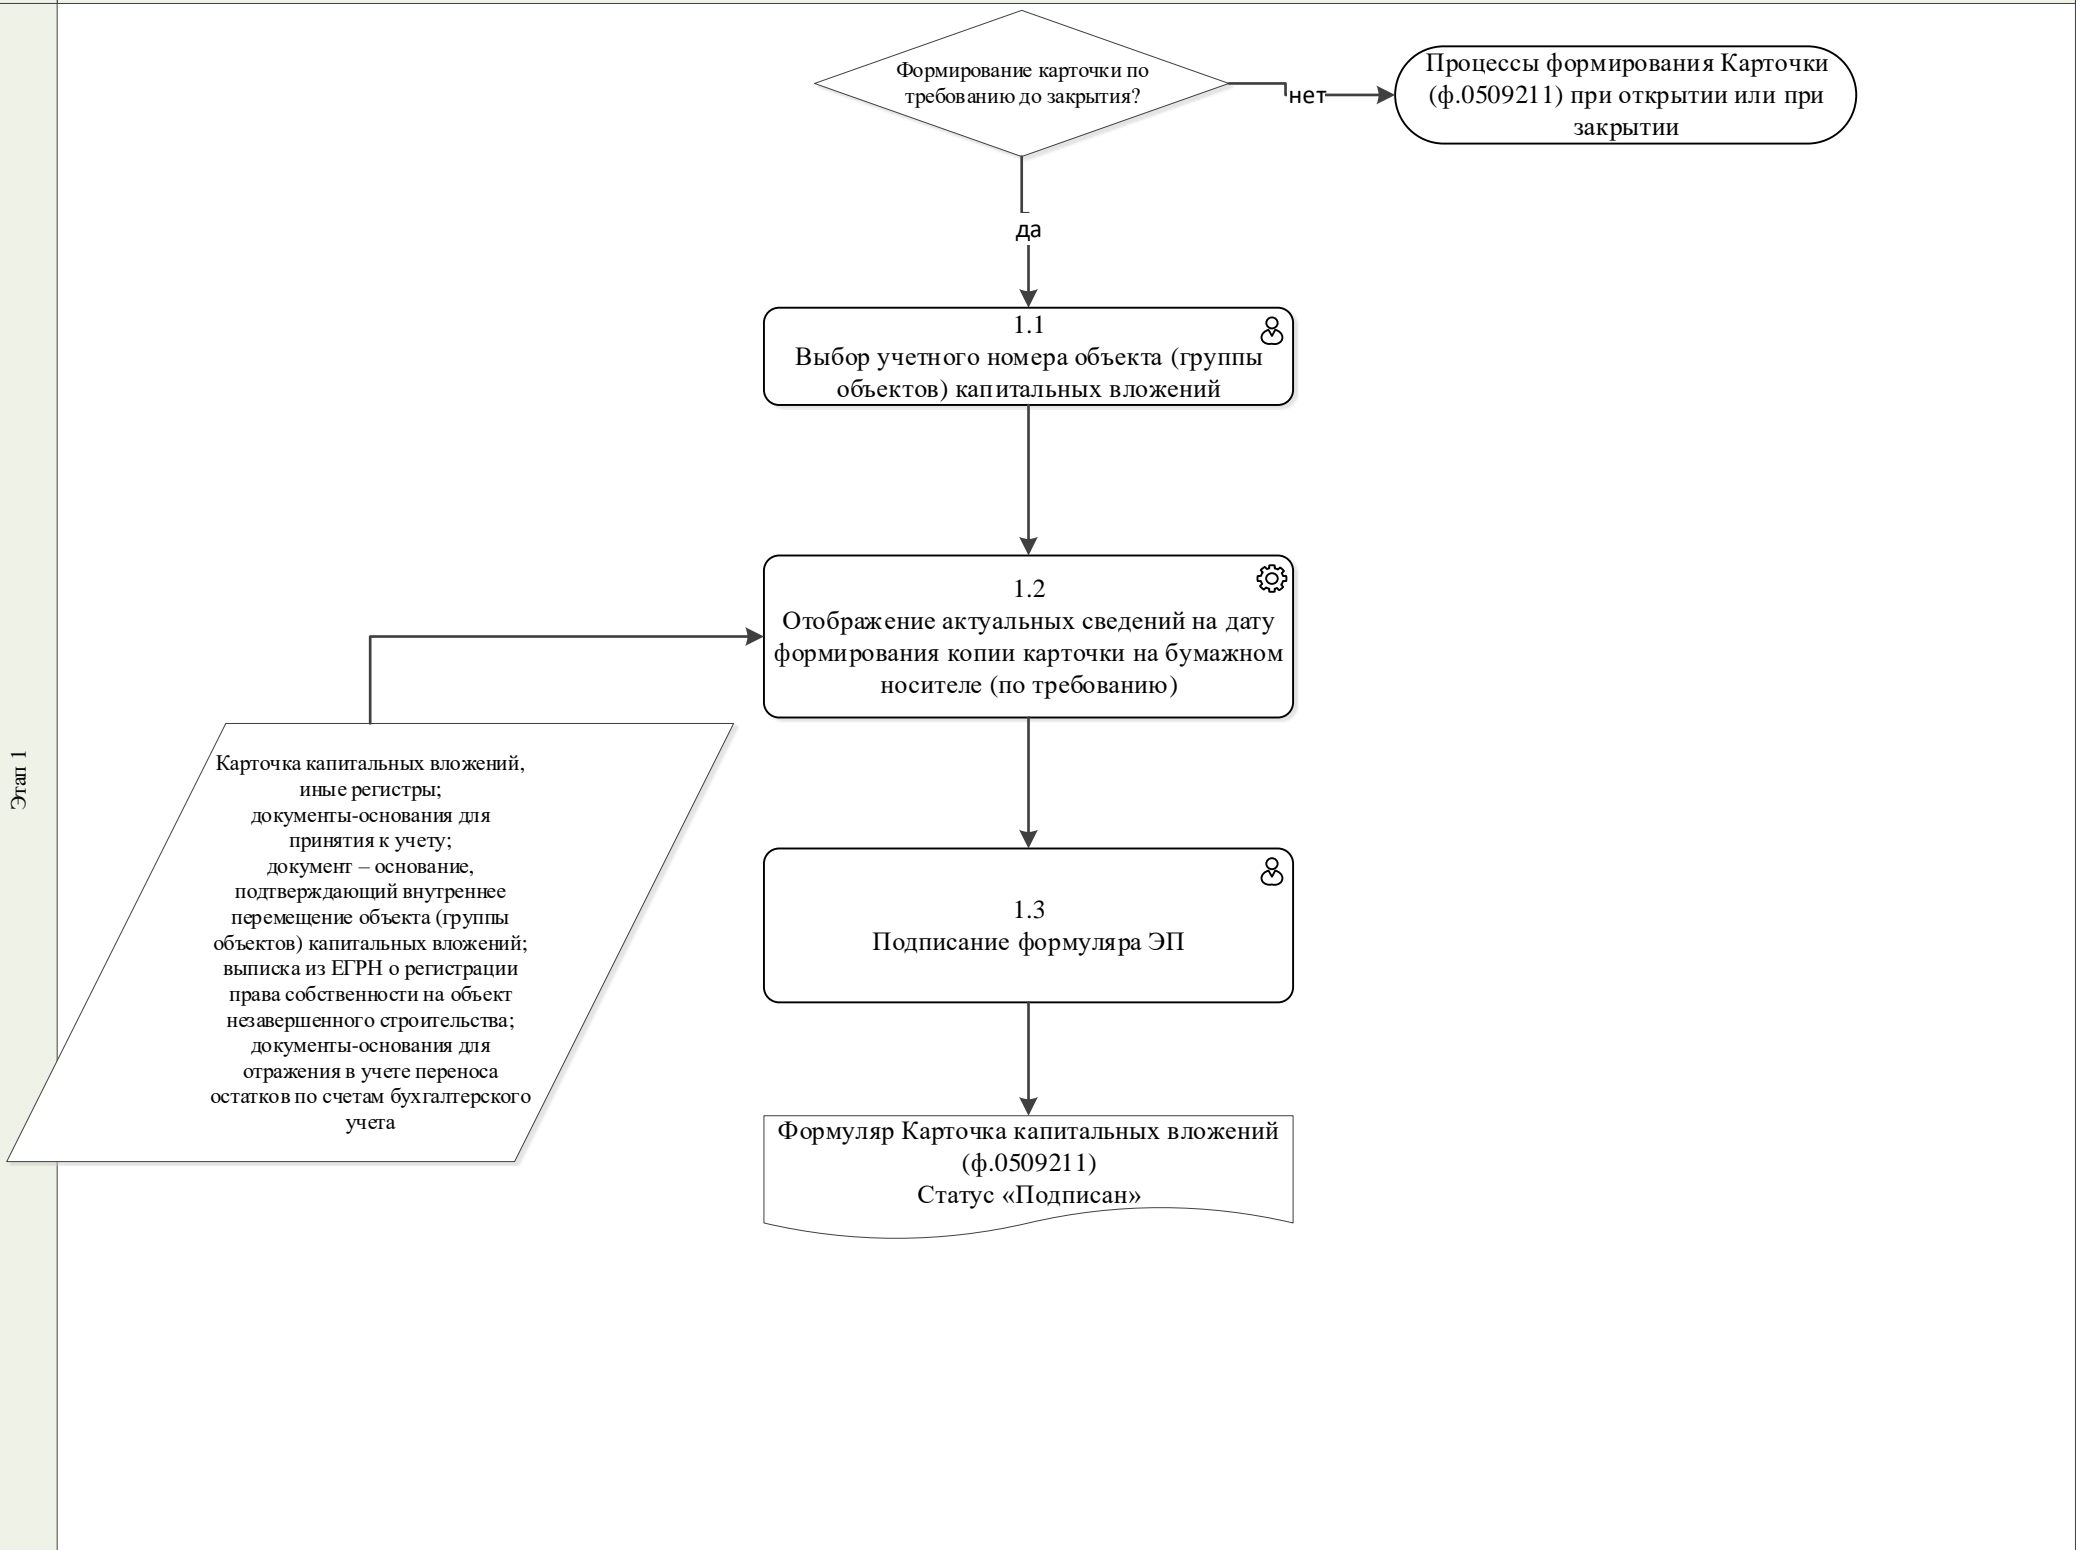 Формирование карточки по
требованию до закрытия?
нет
Процессы формирования Карточки
(ф.0509211) при открытии или при
закрытии
да
1.1
Выбор учетного номера объекта (группы
объектов) капитальных вложений
1.2
Отображение актуальных сведений на дату
формирования копии карточки на бумажном
носителе (по требованию)
Этап 1
Карточка капитальных вложений,
иные регистры;
документы-основания для
принятия к учету;
документ – основание,
подтверждающий внутреннее
перемещение объекта (группы
объектов) капитальных вложений;
выписка из ЕГРН о регистрации
права собственности на объект
незавершенного строительства;
документы-основания для
отражения в учете переноса
остатков по счетам бухгалтерского
учета
1.3
Подписание формуляра ЭП
Формуляр Карточка капитальных вложений
(ф.0509211)
Статус «Подписан»